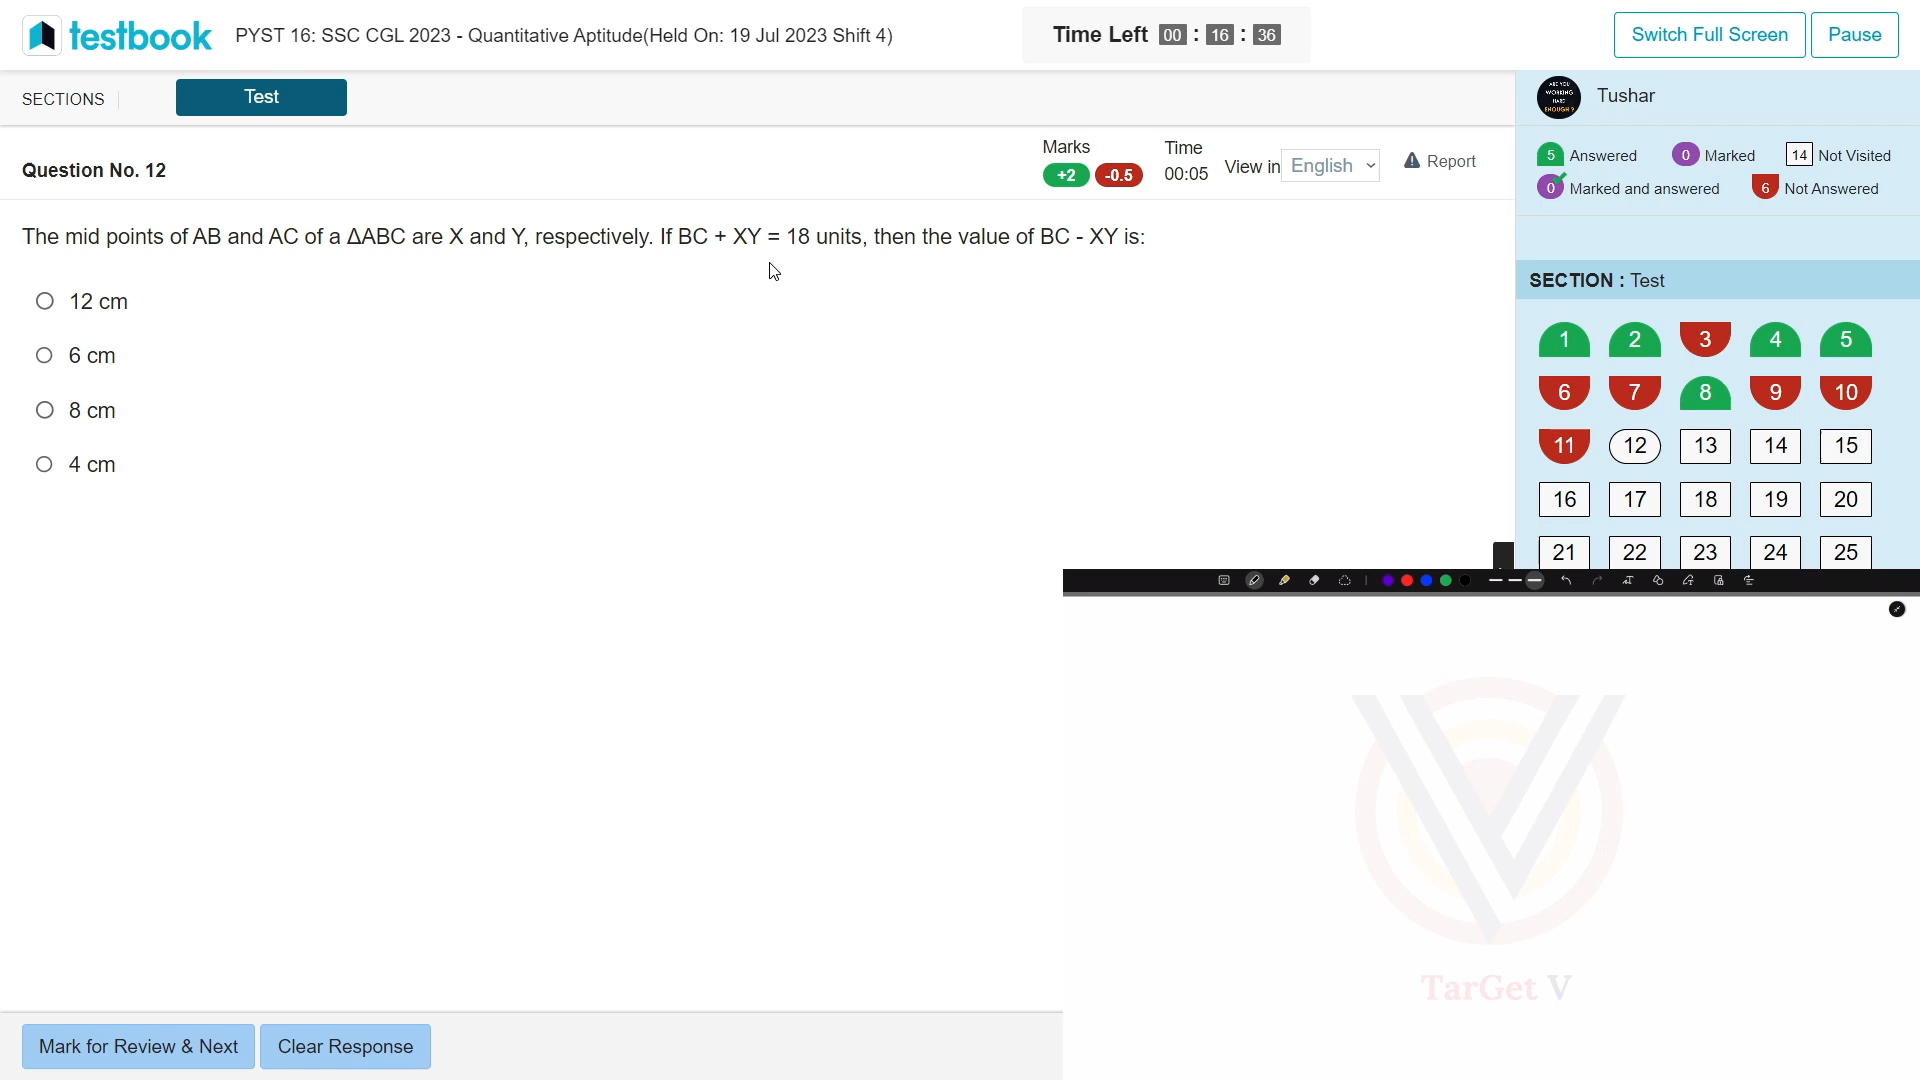 testbook PYST 16: SSC CGL 2023 - Quantitative Aptitude(Held On: 19 Jul 2023 Shift 4) Time Left 00 : 16 : 36 Switch Full Screen Pause
SECTIONS Test
ARE YOU
WORKING
HARD
ENOUGH ?
Tushar
Question No. 12
Marks
+2 -0.5
Time
00:05
View in English
Report
5 Answered 0 Marked 14 Not Visited
0 Marked and answered 6 Not Answered
The mid points of AB and AC of a ΔABC are X and Y, respectively. If BC + XY = 18 units, then the value of BC - XY is:
12 cm
6 cm
8 cm
4 cm
SECTION : Test
1 2 3 4 5
6 7 8 9 10
11 12 13 14 15
16 17 18 19 20
21 22 23 24 25
TarGet V
Mark for Review & Next Clear Response